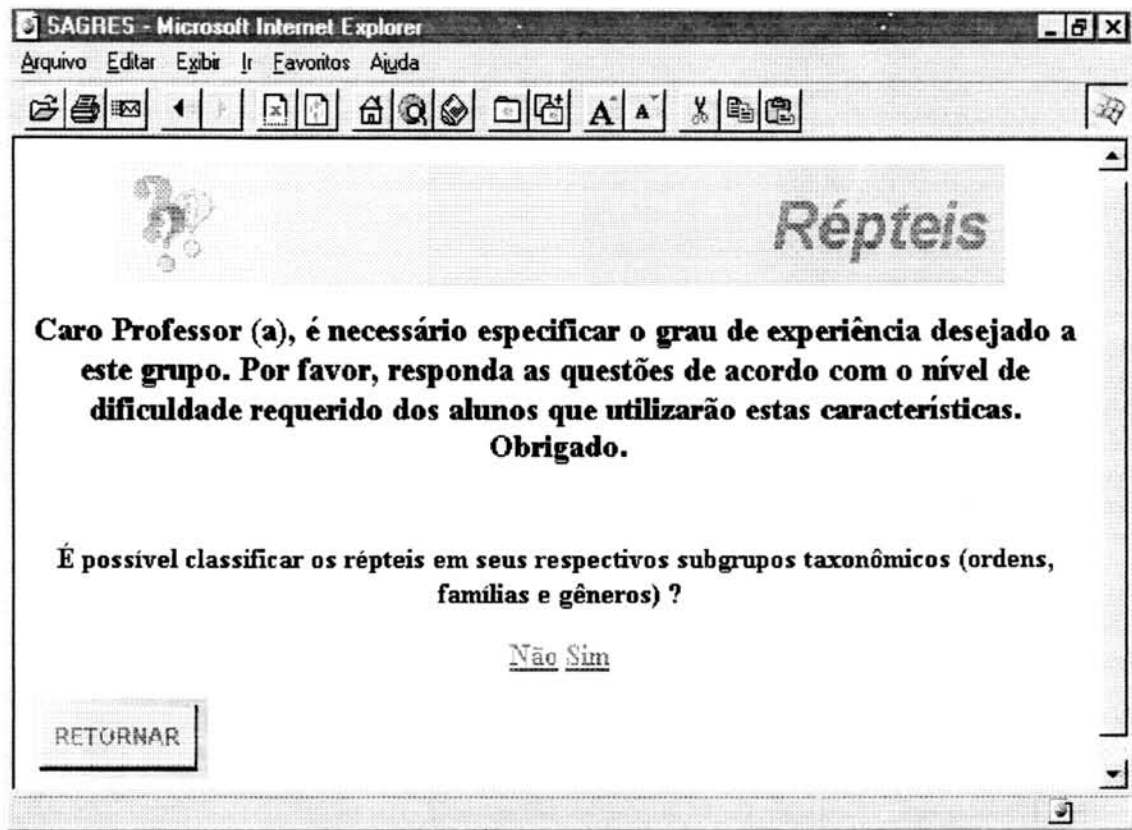 SAGRES - Microsoft Internet Explorer
Arquivo Editar Exibir Ir Favoritos Ajuda
Répteis
Caro Professor (a), é necessário especificar o grau de experiência desejado a
este grupo. Por favor, responda as questões de acordo com o nível de
dificuldade requerido dos alunos que utilizarão estas características.
Obrigado.
É possível classificar os répteis em seus respectivos subgrupos taxonômicos (ordens,
famílias e gêneros) ?
Não Sim
RETORNAR